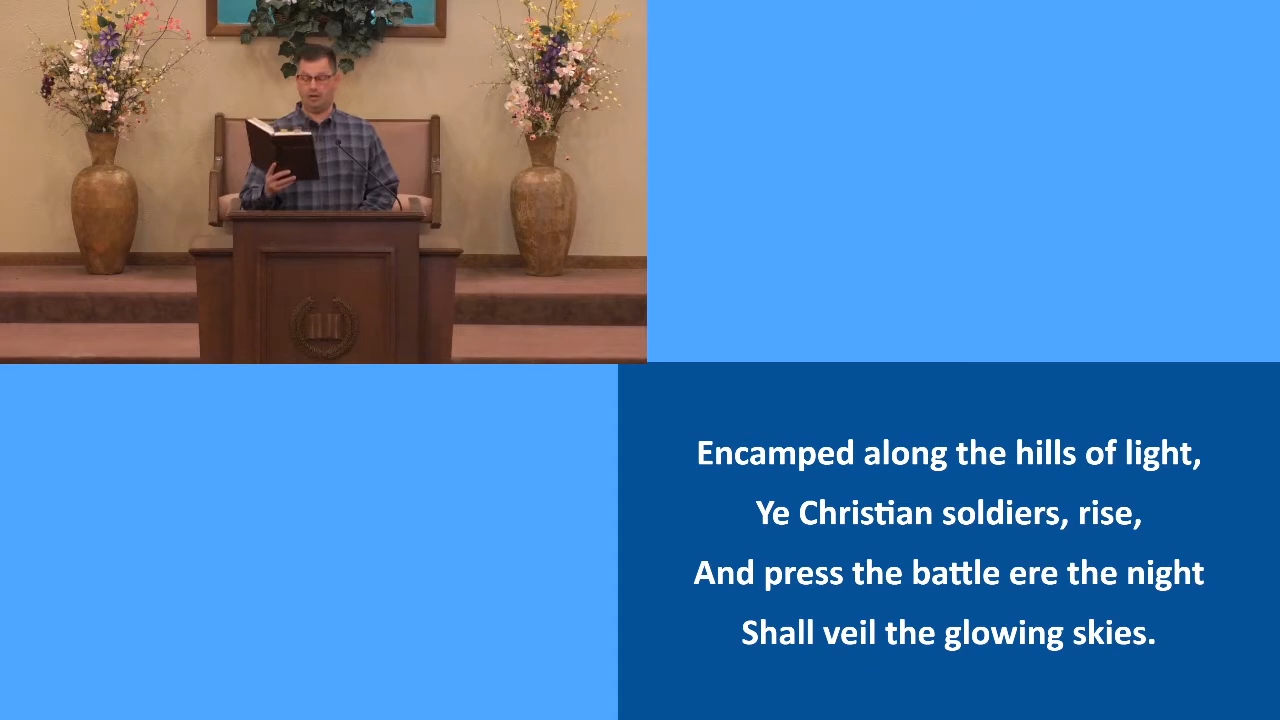 Encamped along the hills of light,
Ye Christian soldiers, rise,
And press the battle ere the night
Shall veil the glowing skies.